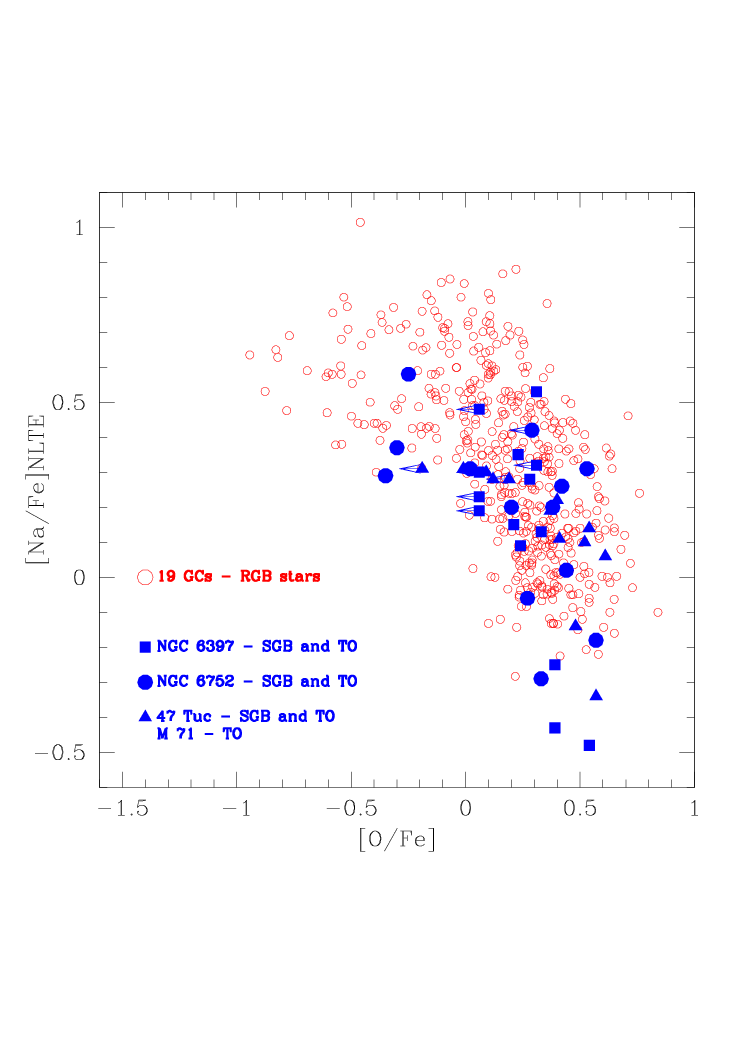 1
0.5
0
−0.5
[Na/Fe]NLTE
19 GCs − RGB stars
NGC 6397 − SGB and TO
NGC 6752 − SGB and TO
47 Tuc − SGB and TO
M 71 − TO
−1.5 −1 −0.5 0 0.5 1
[O/Fe]